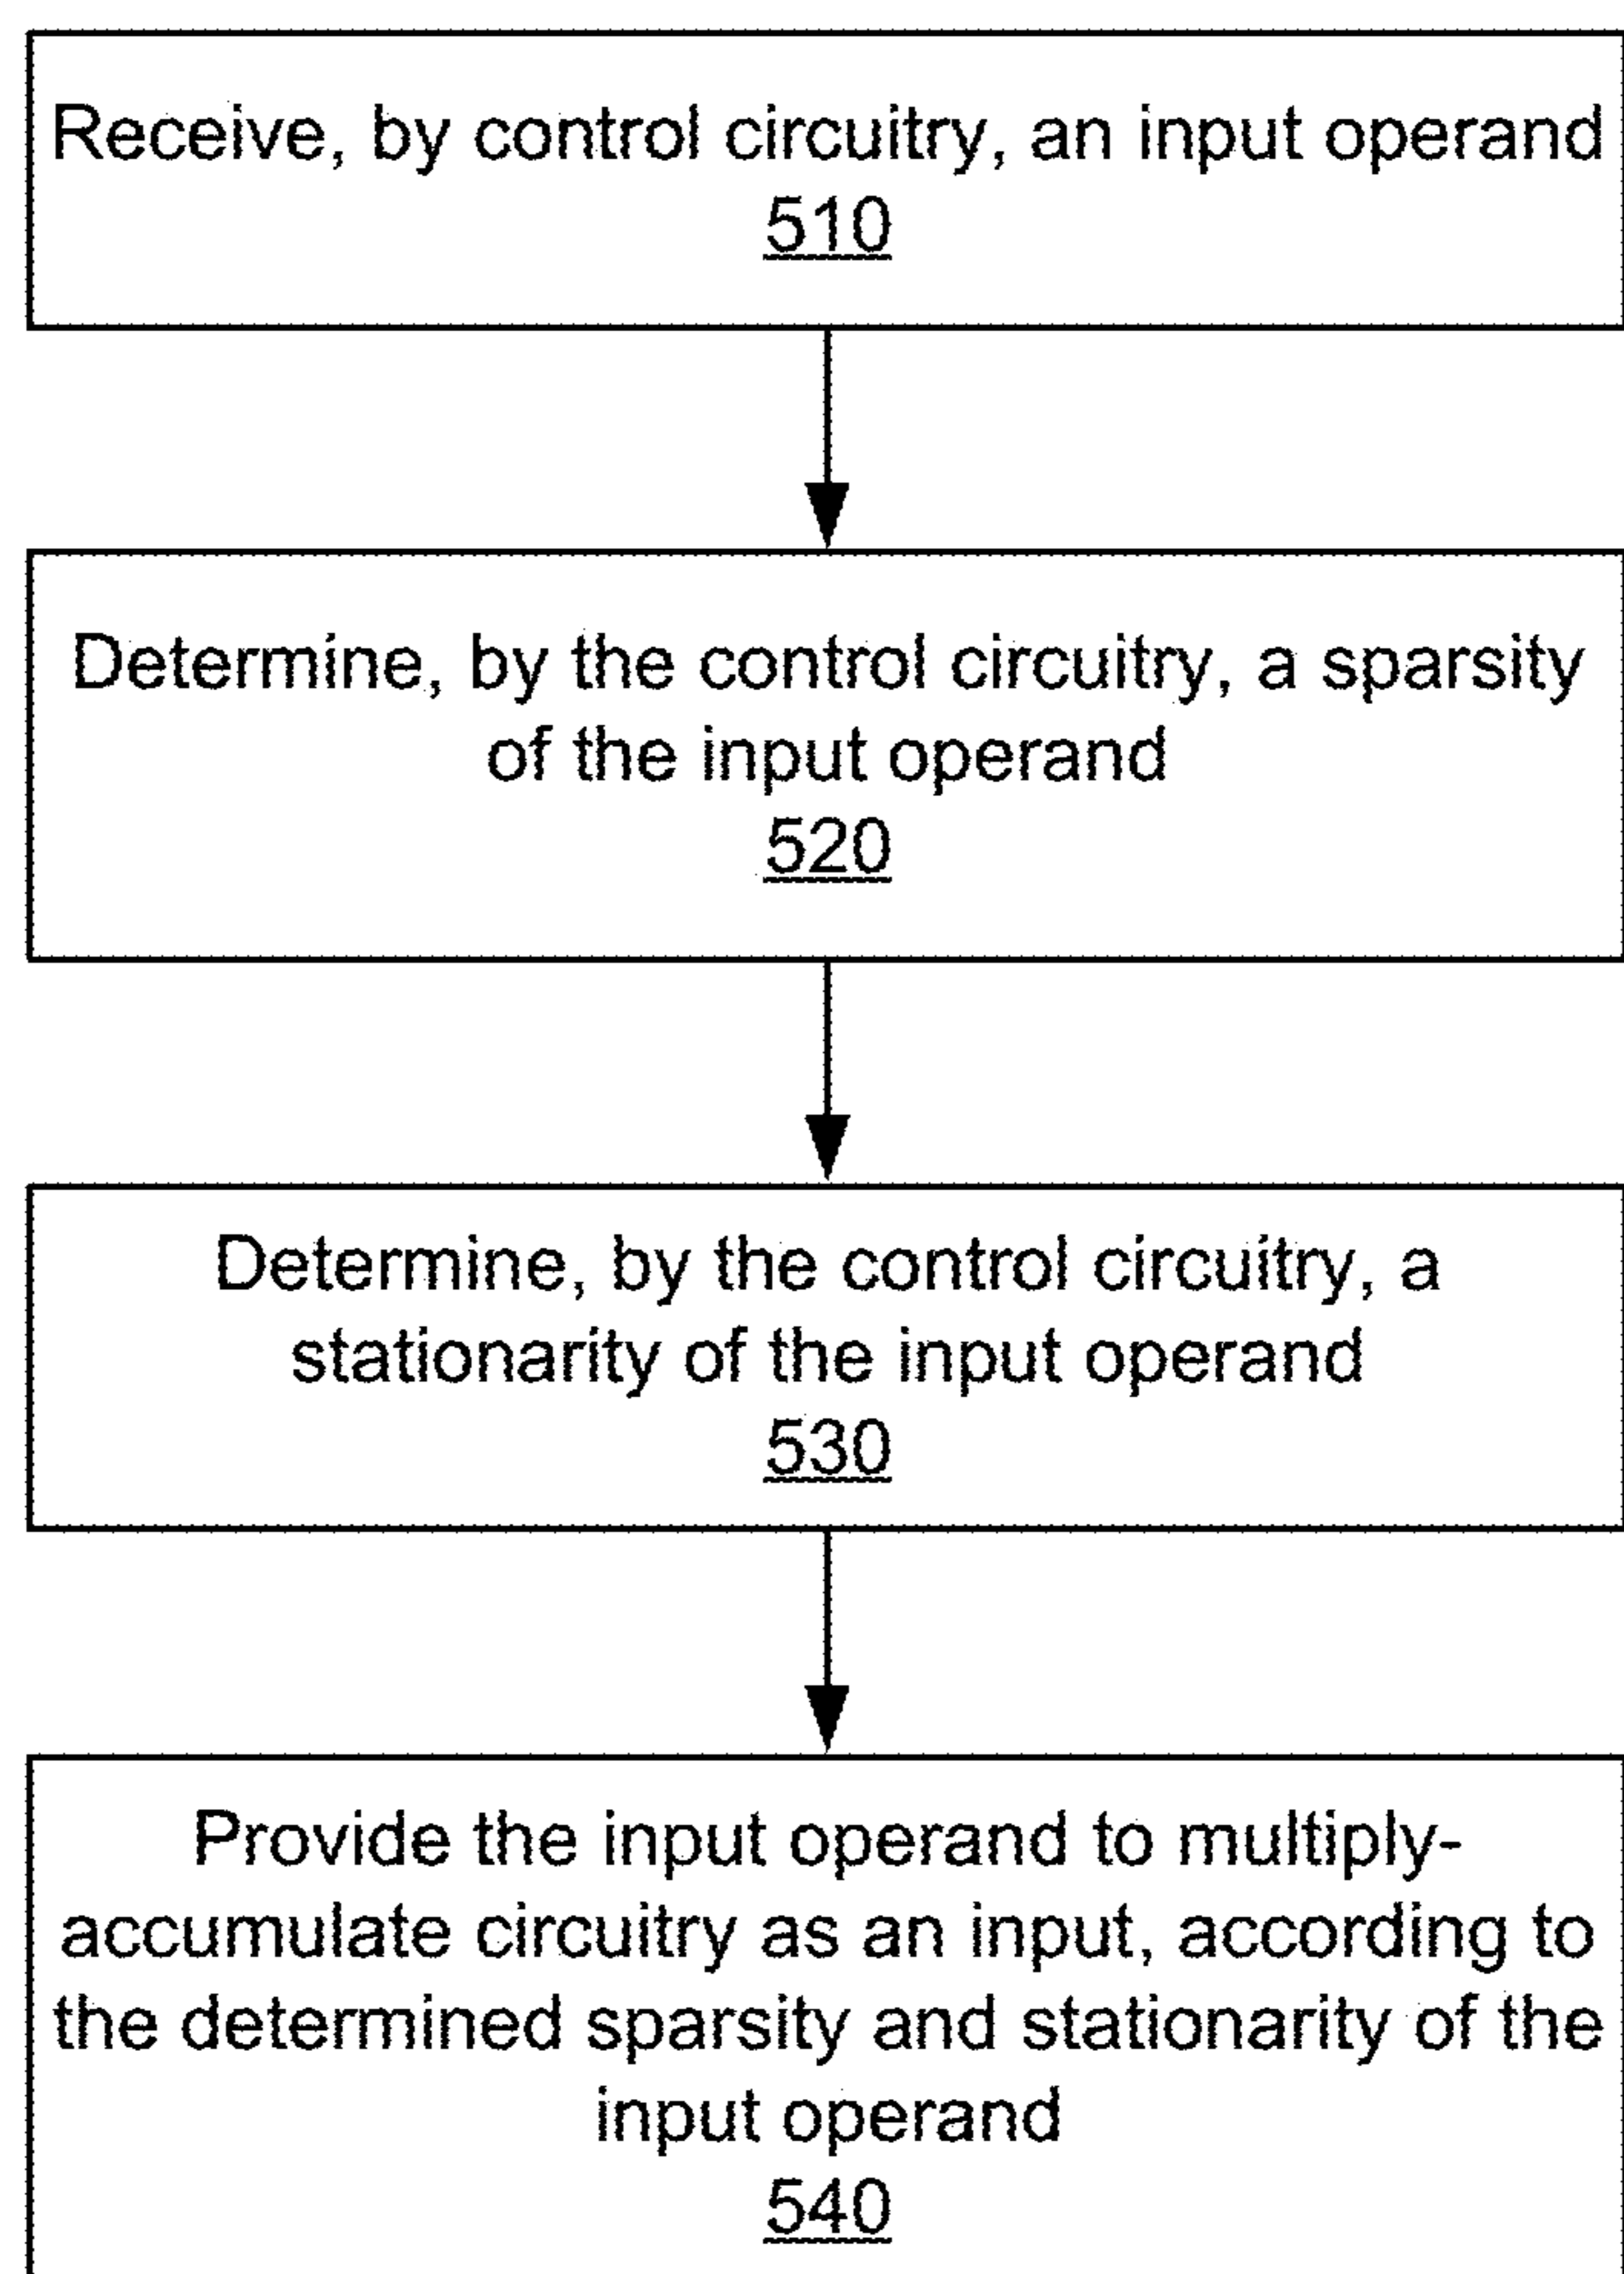 Receive, by control circuitry, an input operand
510
Determine, by the control circuitry, a sparsity
of the input operand
520
Determine, by the control circuitry, a
stationarity of the input operand
530
Provide the input operand to multiply-
accumulate circuitry as an input, according to
the determined sparsity and stationarity of the
input operand
540